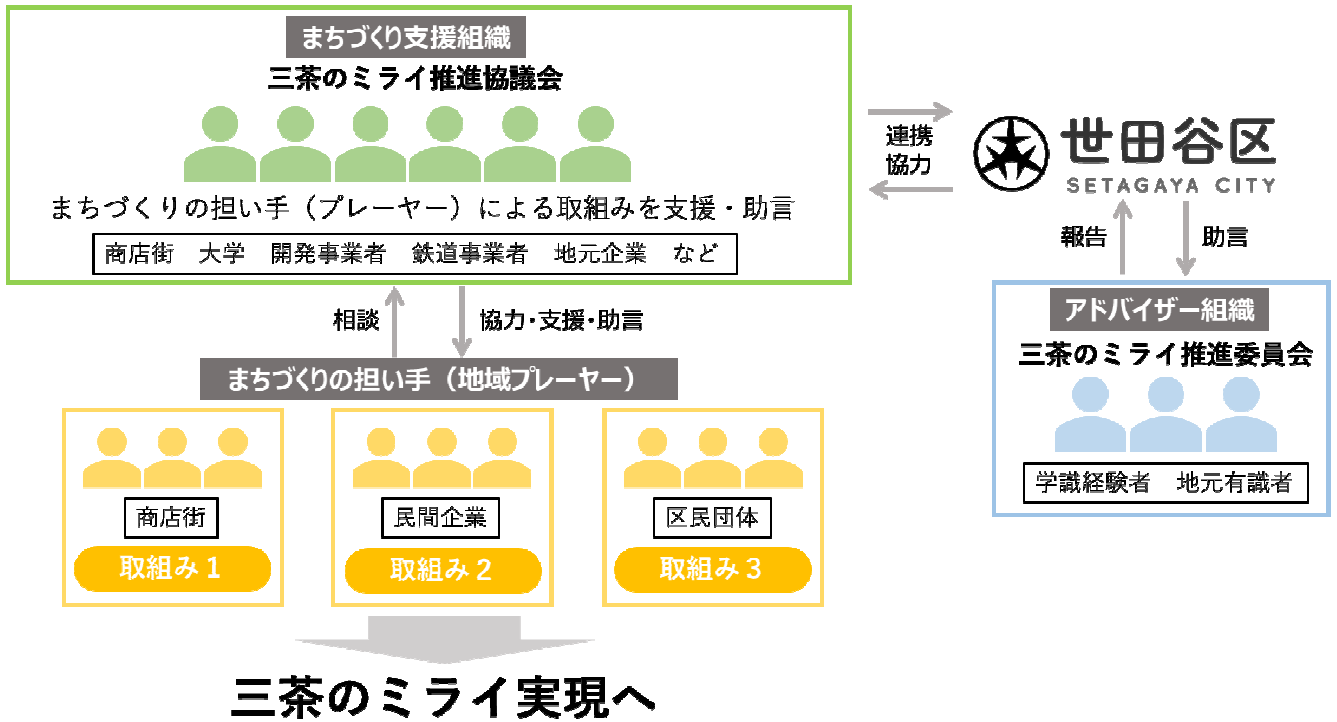 まちづくり支援組織
三茶のミライ推進協議会
まちづくりの担い手（プレーヤー）による取組みを支援・助言
商店街　大学　開発事業者　鉄道事業者　地元企業　など
連携
協力
世田谷区
SETAGAYA CITY
報告
助言
アドバイザー組織
三茶のミライ推進委員会
学識経験者　地元有識者
相談
協力・支援・助言
まちづくりの担い手（地域プレーヤー）
商店街
取組み１
民間企業
取組み２
区民団体
取組み３
三茶のミライ実現へ